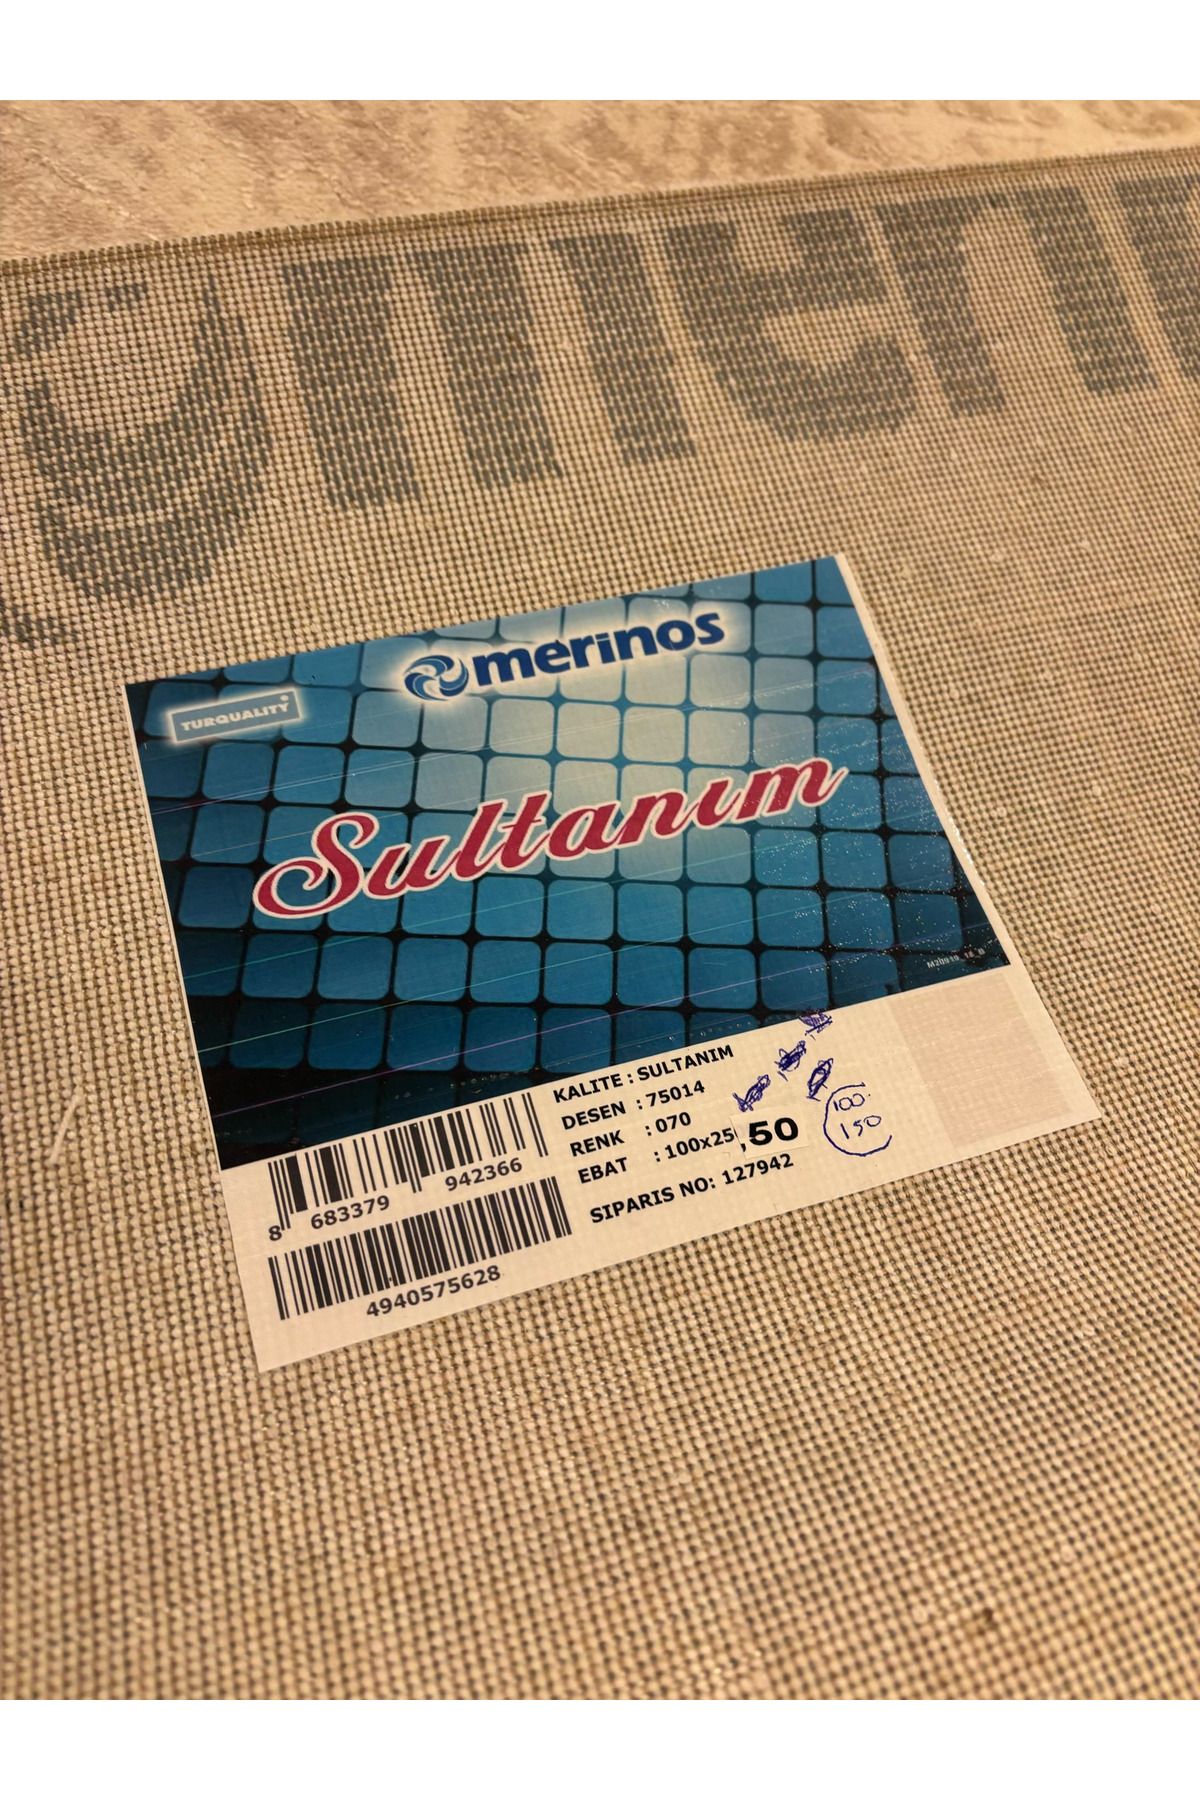 merinos
TURQUALITY
Sultanım
KALITE : SULTANIM
DESEN : 75014
RENK : 070
EBAT : 100x25,50
SIPARIS NO: 127942
100.
150
8 683379 942366
4940575628